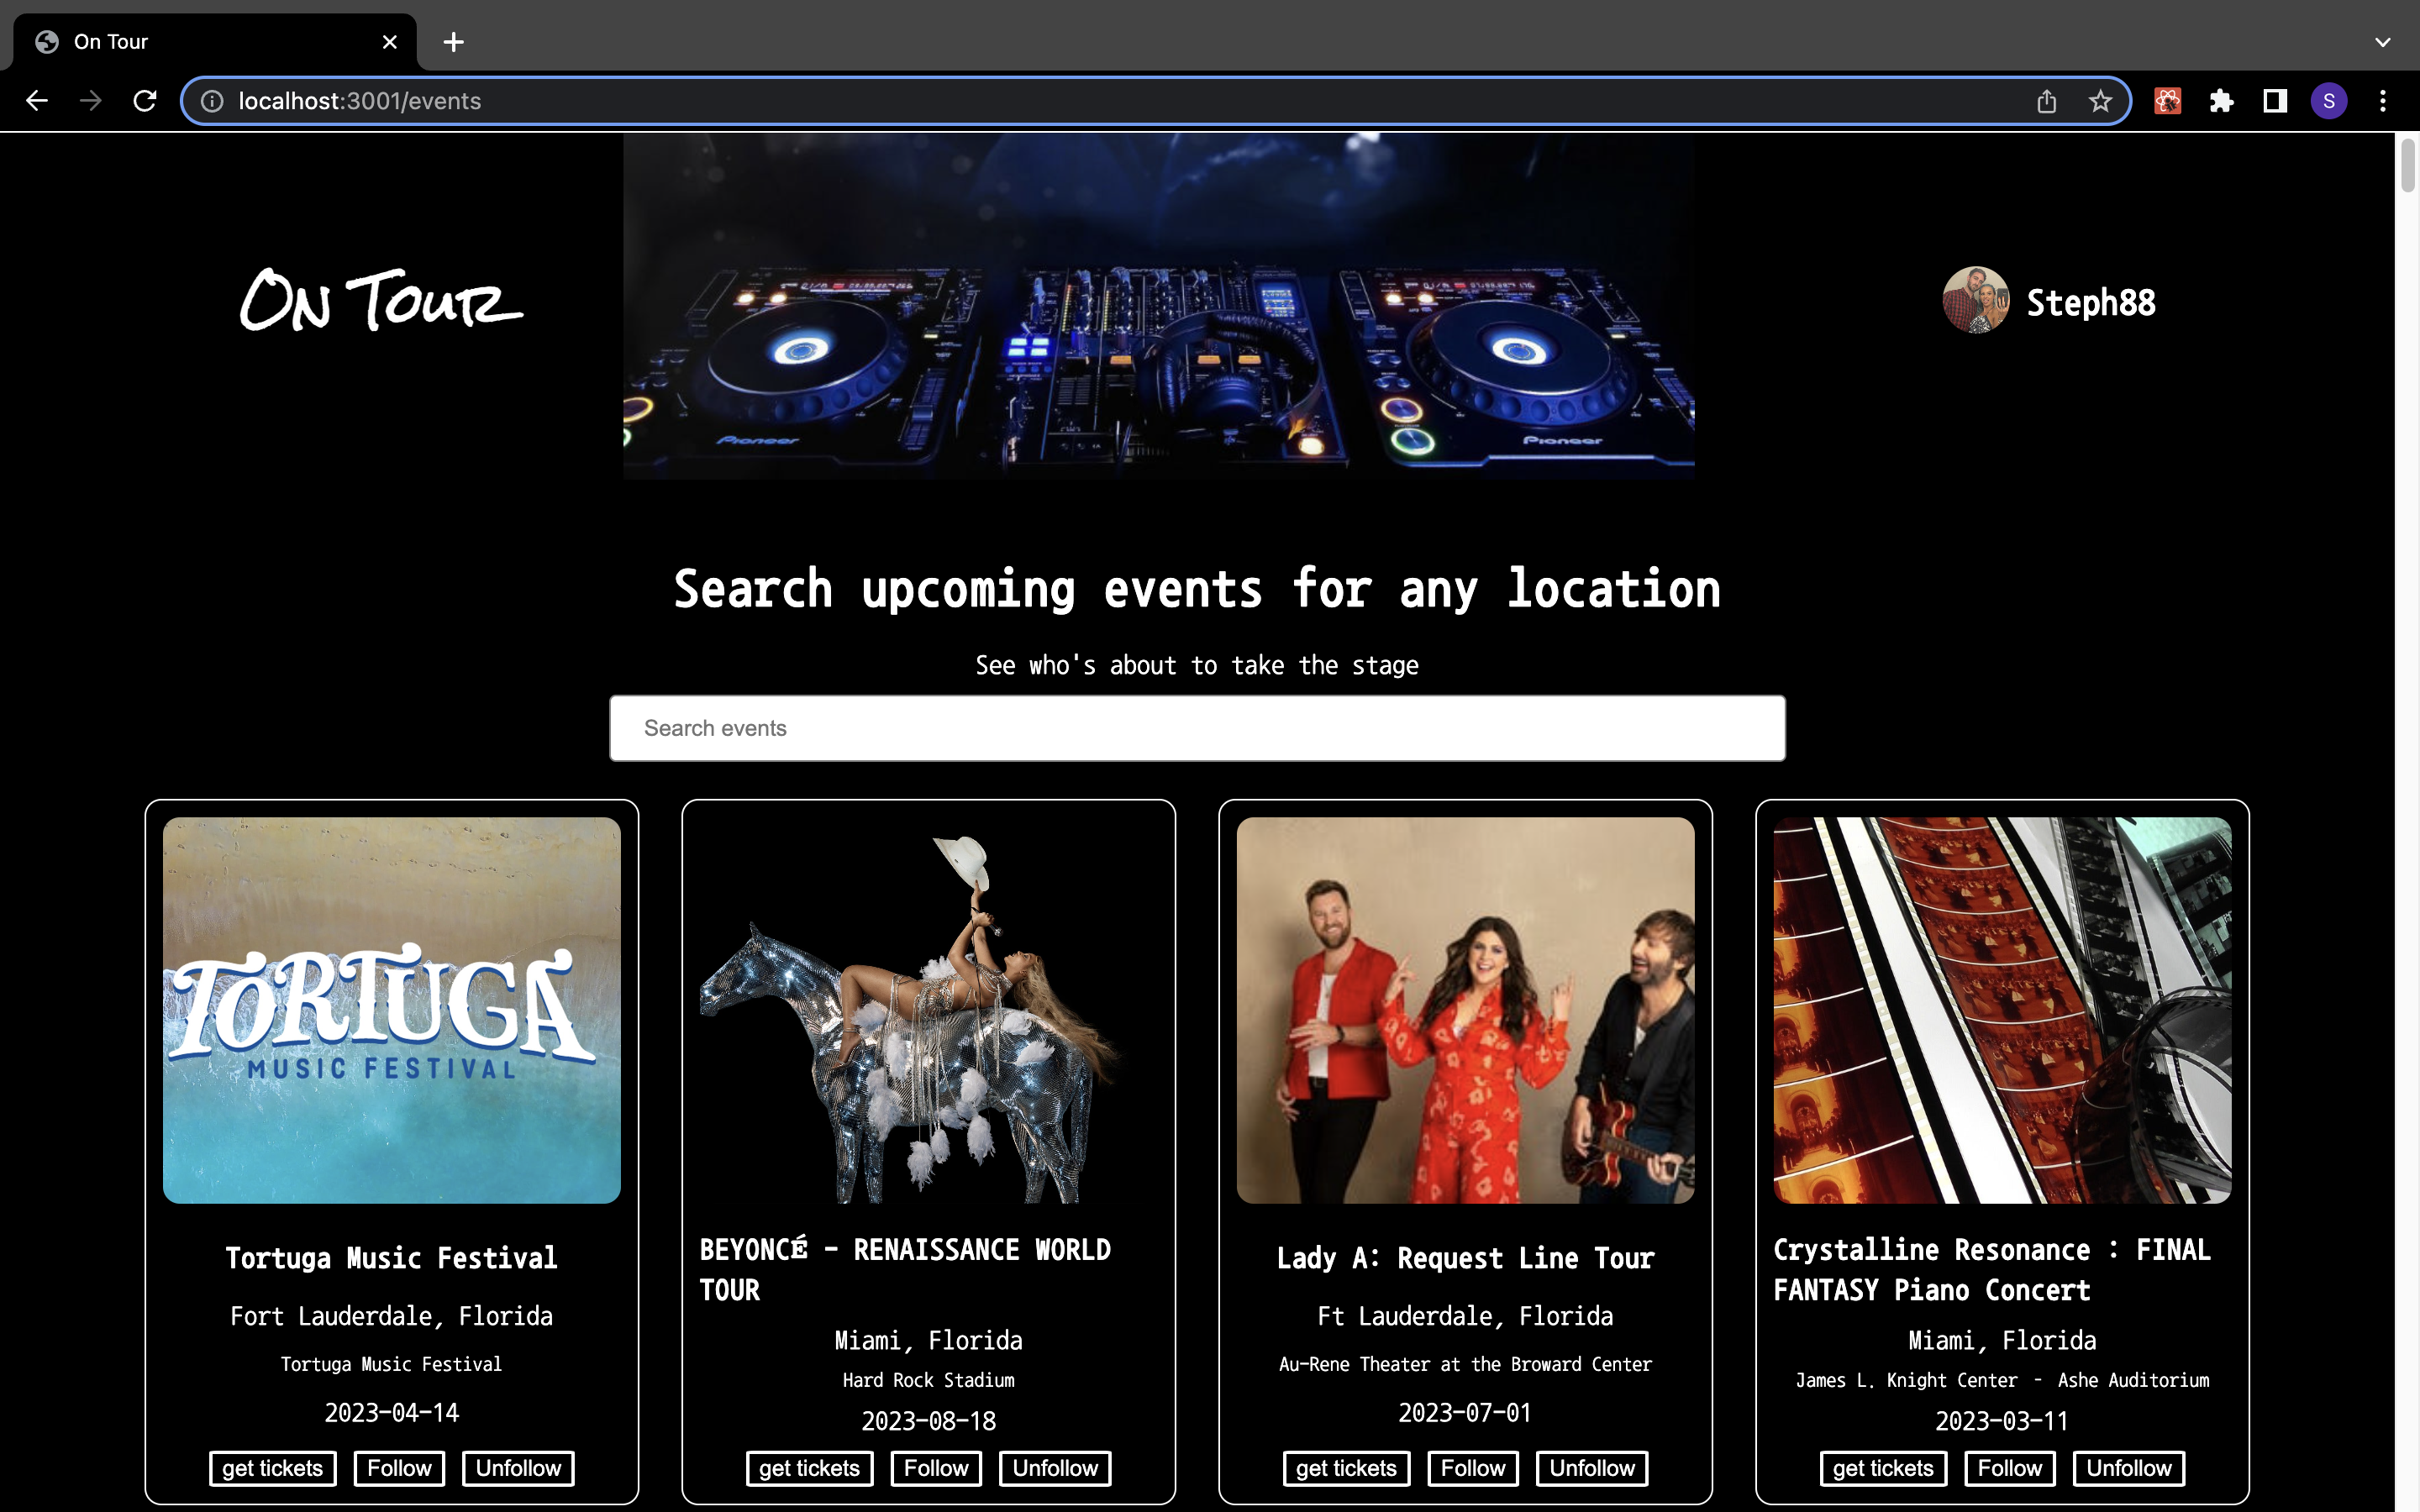 On Tour
localhost:3001/events
S
On Tour
Pioneer
Pioneer
Steph88
Search upcoming events for any location
See who's about to take the stage
Search events
TORTUGA
MUSIC FESTIVAL
Tortuga Music Festival
Fort Lauderdale, Florida
Tortuga Music Festival
2023-04-14
get tickets Follow Unfollow
BEYONCÉ - RENAISSANCE WORLD
TOUR
Miami, Florida
Hard Rock Stadium
2023-08-18
get tickets Follow Unfollow
Lady A: Request Line Tour
Ft Lauderdale, Florida
Au-Rene Theater at the Broward Center
2023-07-01
get tickets Follow Unfollow
Crystalline Resonance : FINAL
FANTASY Piano Concert
Miami, Florida
James L. Knight Center - Ashe Auditorium
2023-03-11
get tickets Follow Unfollow